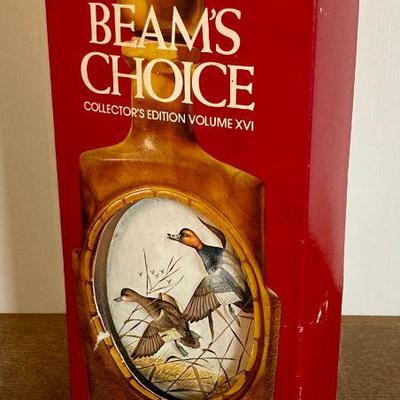 BEAM'S
CHOICE
COLLECTOR'S EDITION VOLUME XVI